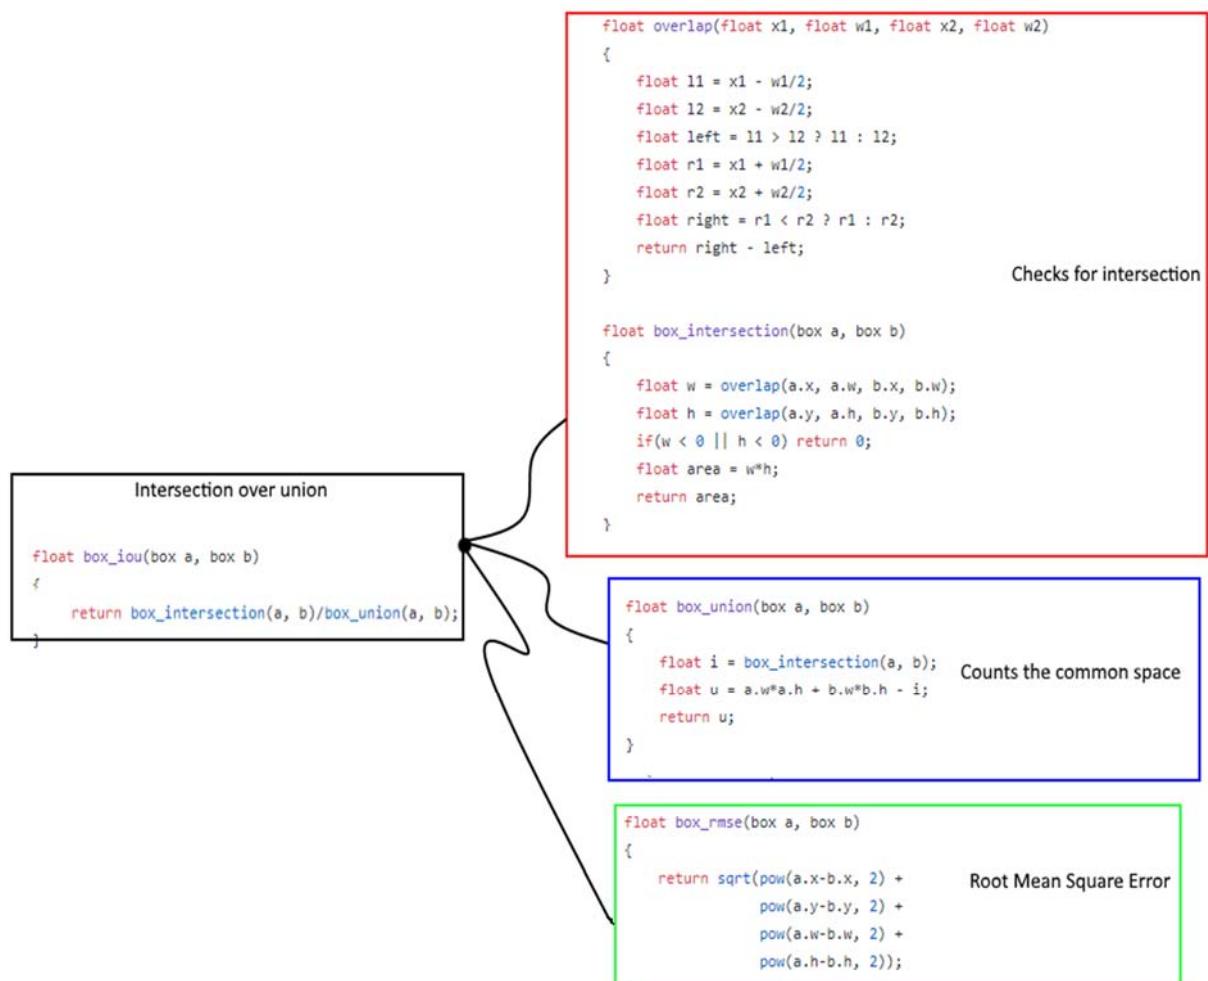 float overlap(float x1, float w1, float x2, float w2)
{
float l1 = x1 - w1/2;
float l2 = x2 - w2/2;
float left = l1 > l2 ? l1 : l2;
float r1 = x1 + w1/2;
float r2 = x2 + w2/2;
float right = r1 < r2 ? r1 : r2;
return right - left;
}
Checks for intersection
float box_intersection(box a, box b)
{
float w = overlap(a.x, a.w, b.x, b.w);
float h = overlap(a.y, a.h, b.y, b.h);
if(w < 0 || h < 0) return 0;
float area = w*h;
return area;
}
Intersection over union
float box_iou(box a, box b)
{
return box_intersection(a, b)/box_union(a, b);
}
float box_union(box a, box b)
{
float i = box_intersection(a, b);
float u = a.w*a.h + b.w*b.h - i;
return u;
}
Counts the common space
float box_rmse(box a, box b)
{
return sqrt(pow(a.x-b.x, 2) +
pow(a.y-b.y, 2) +
pow(a.w-b.w, 2) +
pow(a.h-b.h, 2));
Root Mean Square Error